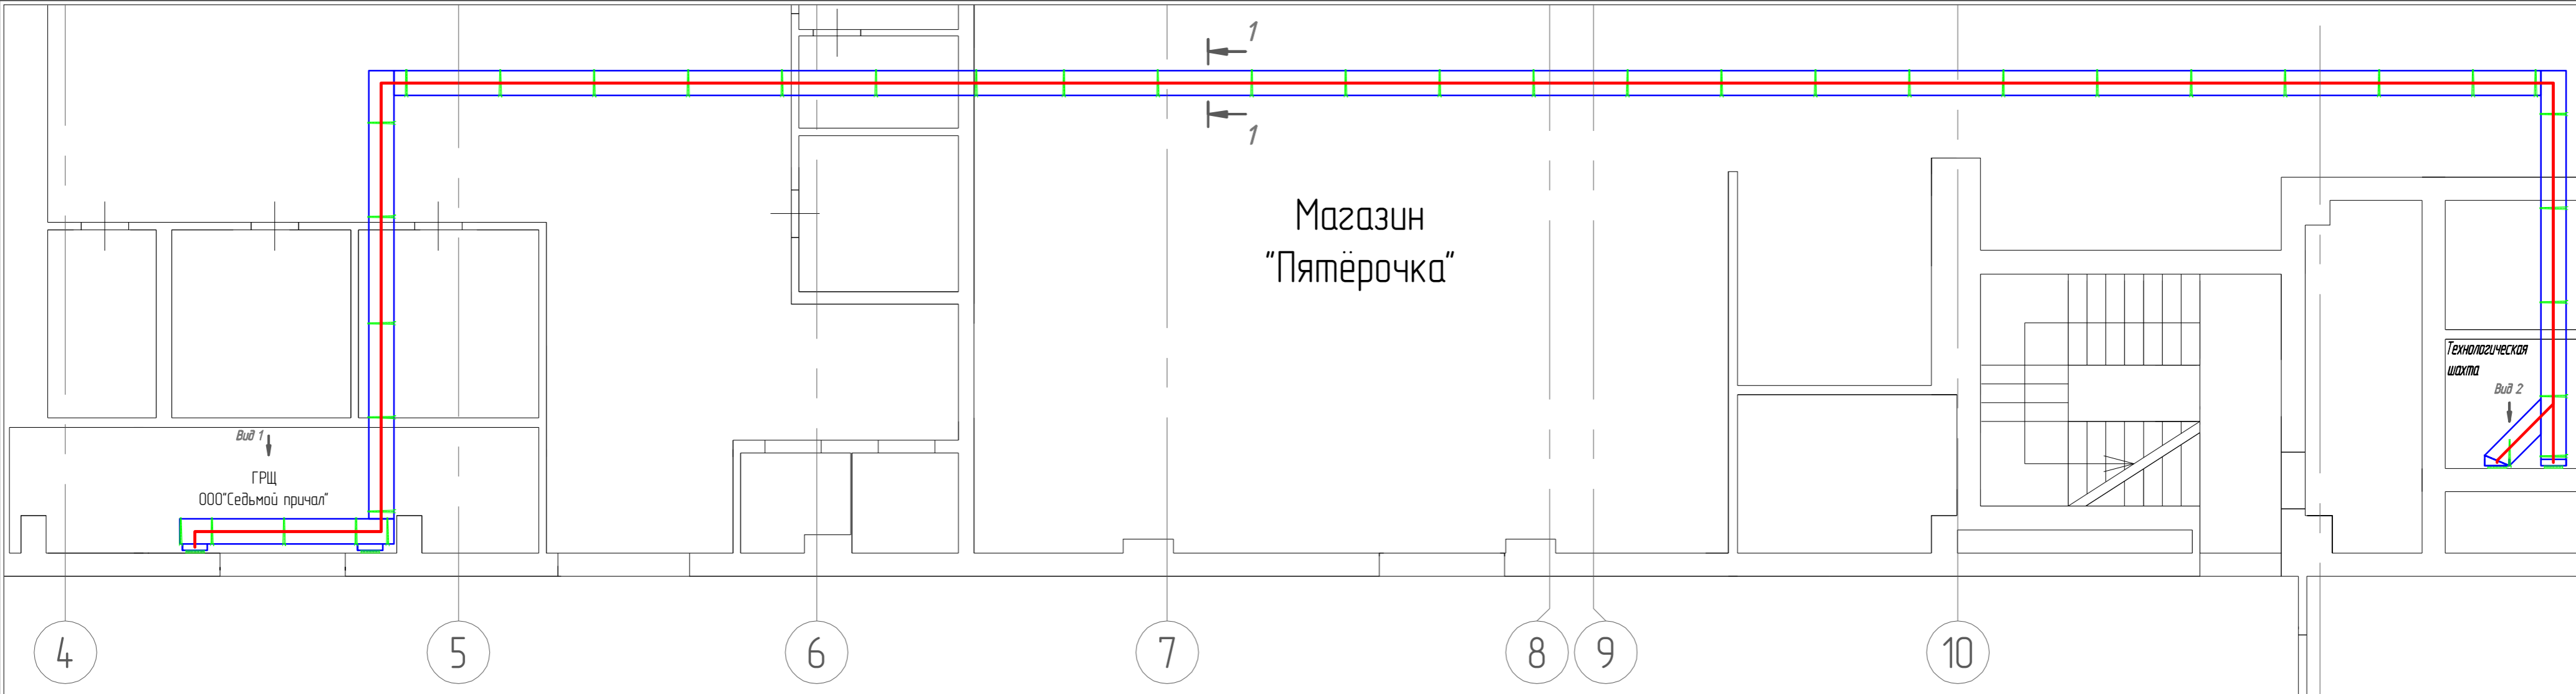 1
1
Магазин
"Пятёрочка"
Технологическая
шахта
Вид 2
Вид 1
ГРЩ
ООО"Седьмой причал"
4
5
6
7
8
9
10